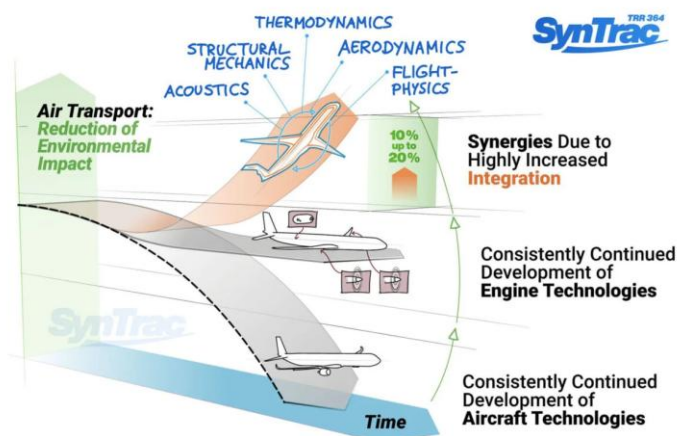 THERMODYNAMICS
STRUCTURAL
MECHANICS
AERODYNAMICS
ACOUSTICS
FLIGHT-
PHYSICS
TRR 364
SynTrac
Air Transport:
Reduction of
Environmental
Impact
10%
up to
20%
Synergies Due to
Highly Increased
Integration
Consistently Continued
Development of
Engine Technologies
SynTrac
Consistently Continued
Development of
Aircraft Technologies
Time